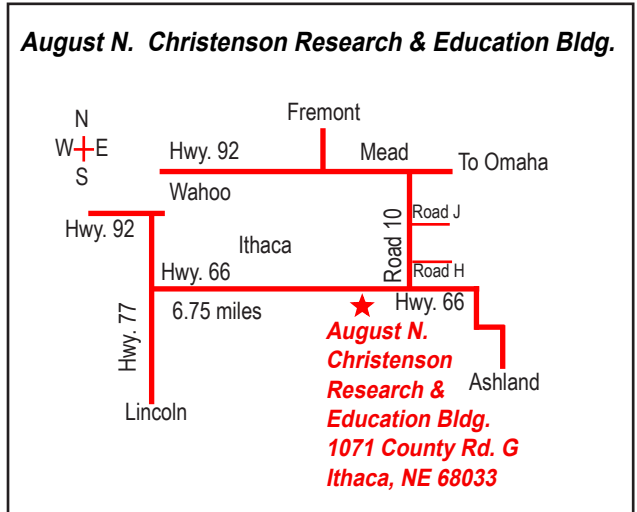 August N. Christenson Research & Education Bldg.
N
W E
S
Fremont
Hwy. 92
Mead
To Omaha
Wahoo
Road 10
Road J
Hwy. 92
Ithaca
Hwy. 66
Road H
Hwy. 77
6.75 miles
Hwy. 66
August N.
Christenson
Research &
Education Bldg.
1071 County Rd. G
Ithaca, NE 68033
Ashland
Lincoln